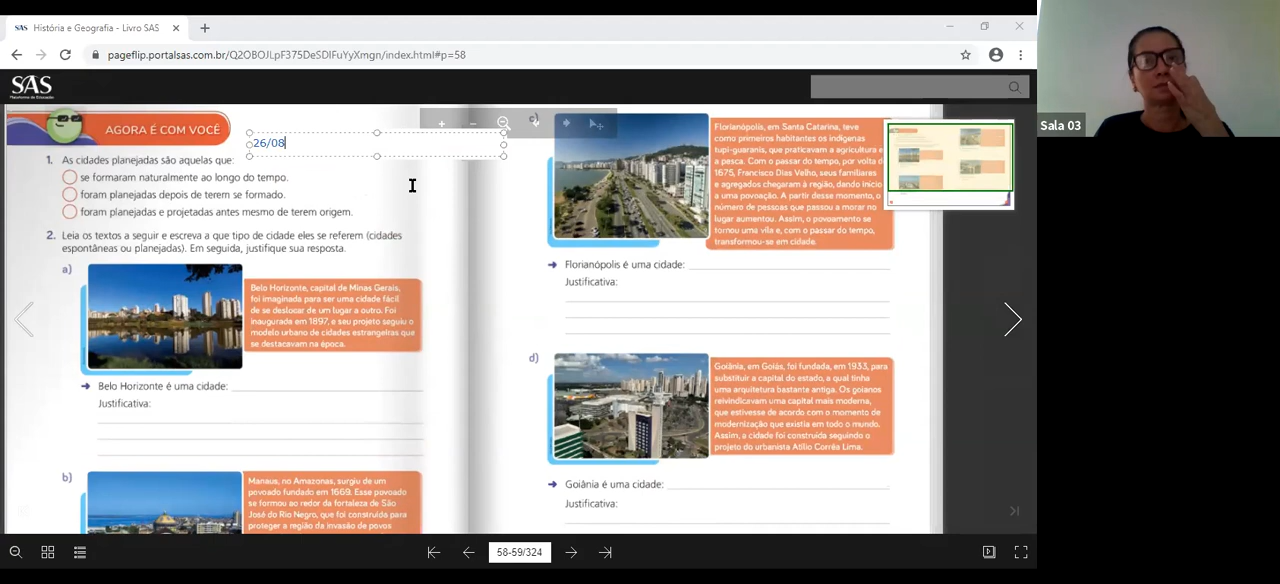 História e Geografia - Livro SAS
pageflip.portalsas.com.br/Q2OBOJLpF375DeSDIFuYyXmgn/index.html#p=58
SAS
Plataforma de Educação
AGORA É COM VOCÊ
26/08
1. As cidades planejadas são aquelas que:
se formaram naturalmente ao longo do tempo.
foram planejadas depois de terem se formado.
foram planejadas e projetadas antes mesmo de terem origem.
2. Leia os textos a seguir e escreva a que tipo de cidade eles se referem (cidades
espontâneas ou planejadas). Em seguida, justifique sua resposta.
a)
Belo Horizonte, capital de Minas Gerais,
foi imaginada para ser uma cidade fácil
de se deslocar de um lugar a outro. Foi
inaugurada em 1897, e seu projeto seguiu o
modelo urbano de cidades estrangeiras que
se destacavam na época.
Belo Horizonte é uma cidade:
Justificativa:
b)
Manaus, no Amazonas, surgiu de um
povoado fundado em 1669. Esse povoado
se formou ao redor da fortaleza de São
José do Rio Negro, que foi construída para
proteger a região da invasão de povos
c)
Florianópolis, em Santa Catarina, teve
como primeiros habitantes os indígenas
tupi-guaranis, que praticavam a agricultura e
a pesca. Com o passar do tempo, por volta de
1675, Francisco Dias Velho, seus familiares
e agregados chegaram à região, dando início
a uma povoação. A partir desse momento, o
número de pessoas que passou a morar no
lugar aumentou. Assim, o povoamento se
tornou uma vila e, com o passar do tempo,
transformou-se em cidade.
Florianópolis é uma cidade:
Justificativa:
d)
Goiânia, em Goiás, foi fundada, em 1933, para
substituir a capital do estado, a qual tinha
uma arquitetura bastante antiga. Os goianos
reivindicavam uma capital mais moderna,
que estivesse de acordo com o momento de
modernização que existia em todo o mundo.
Assim, a cidade foi construída seguindo o
projeto do urbanista Atílio Corrêa Lima.
Goiânia é uma cidade:
Justificativa:
58-59/324
Sala 03